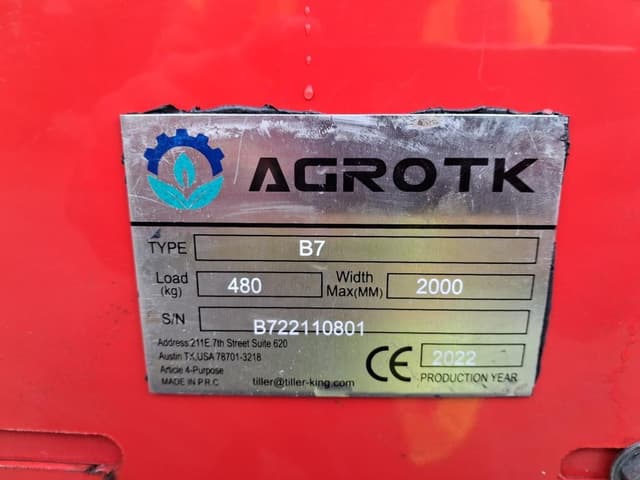 AGROTK
TYPE B7
Load (kg) 480 Width Max(MM) 2000
S/N B722110801
Address:211E.7th Street Suite 620
Austin TX,USA 78701-3218
Article 4-Purpose
MADE IN P.R.C tiller@tiller-king.com
CE 2022
PRODUCTION YEAR